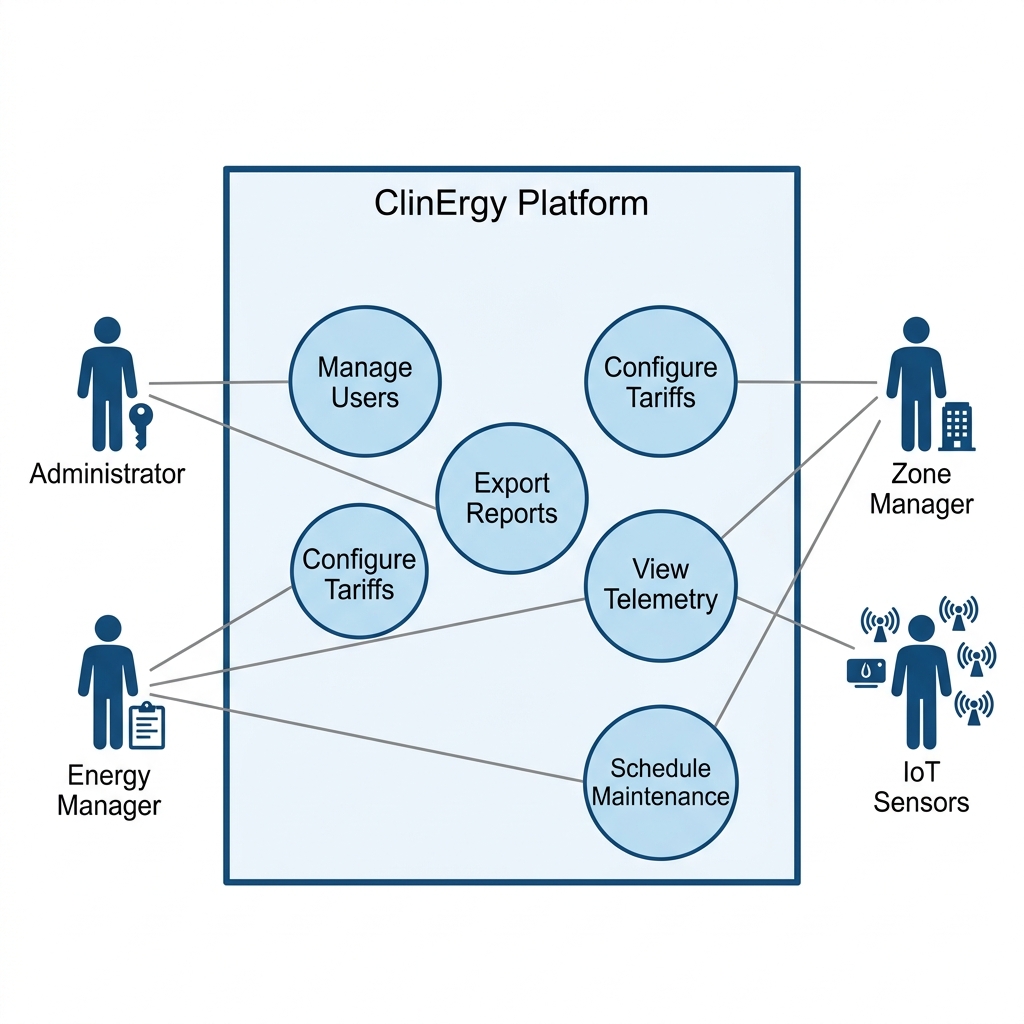 ClinErgy Platform
Manage
Users
Configure
Tariffs
Export
Reports
Administrator
Zone
Manager
Configure
Tariffs
View
Telemetry
Energy
Manager
Schedule
Maintenance
IoT
Sensors